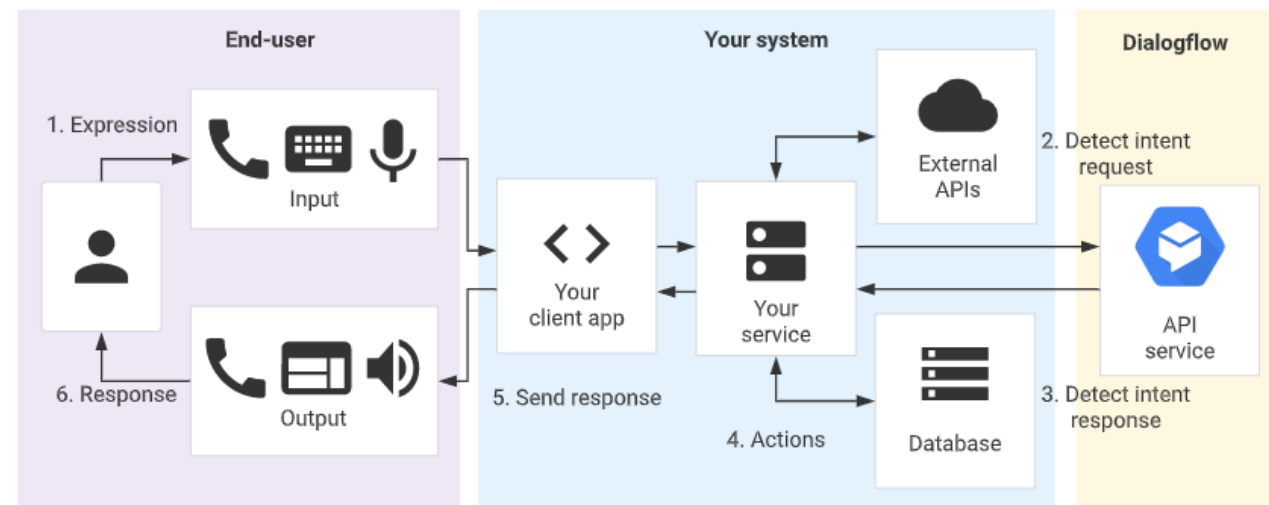 End-user
Your system
Dialogflow
1. Expression
Input
External
APIs
2. Detect intent
request
Your
client app
Your
service
API
service
6. Response
Output
5. Send response
4. Actions
Database
3. Detect intent
response